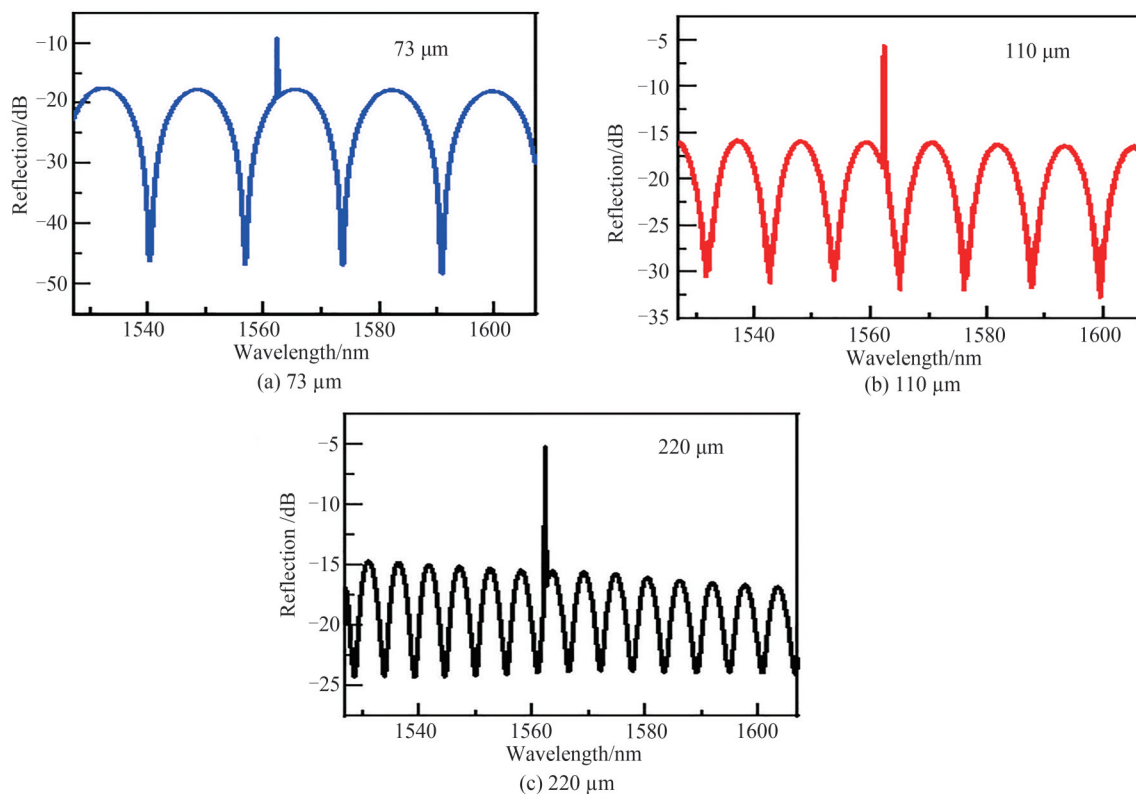 73 μm
Reflection/dB
−10
−20
−30
−40
−50
1540
1560
1580
1600
Wavelength/nm
(a) 73 μm
110 μm
Reflection/dB
−5
−10
−15
−20
−25
−30
−35
1540
1560
1580
1600
Wavelength/nm
(b) 110 μm
220 μm
Reflection /dB
−5
−10
−15
−20
−25
1540
1560
1580
1600
Wavelength/nm
(c) 220 μm